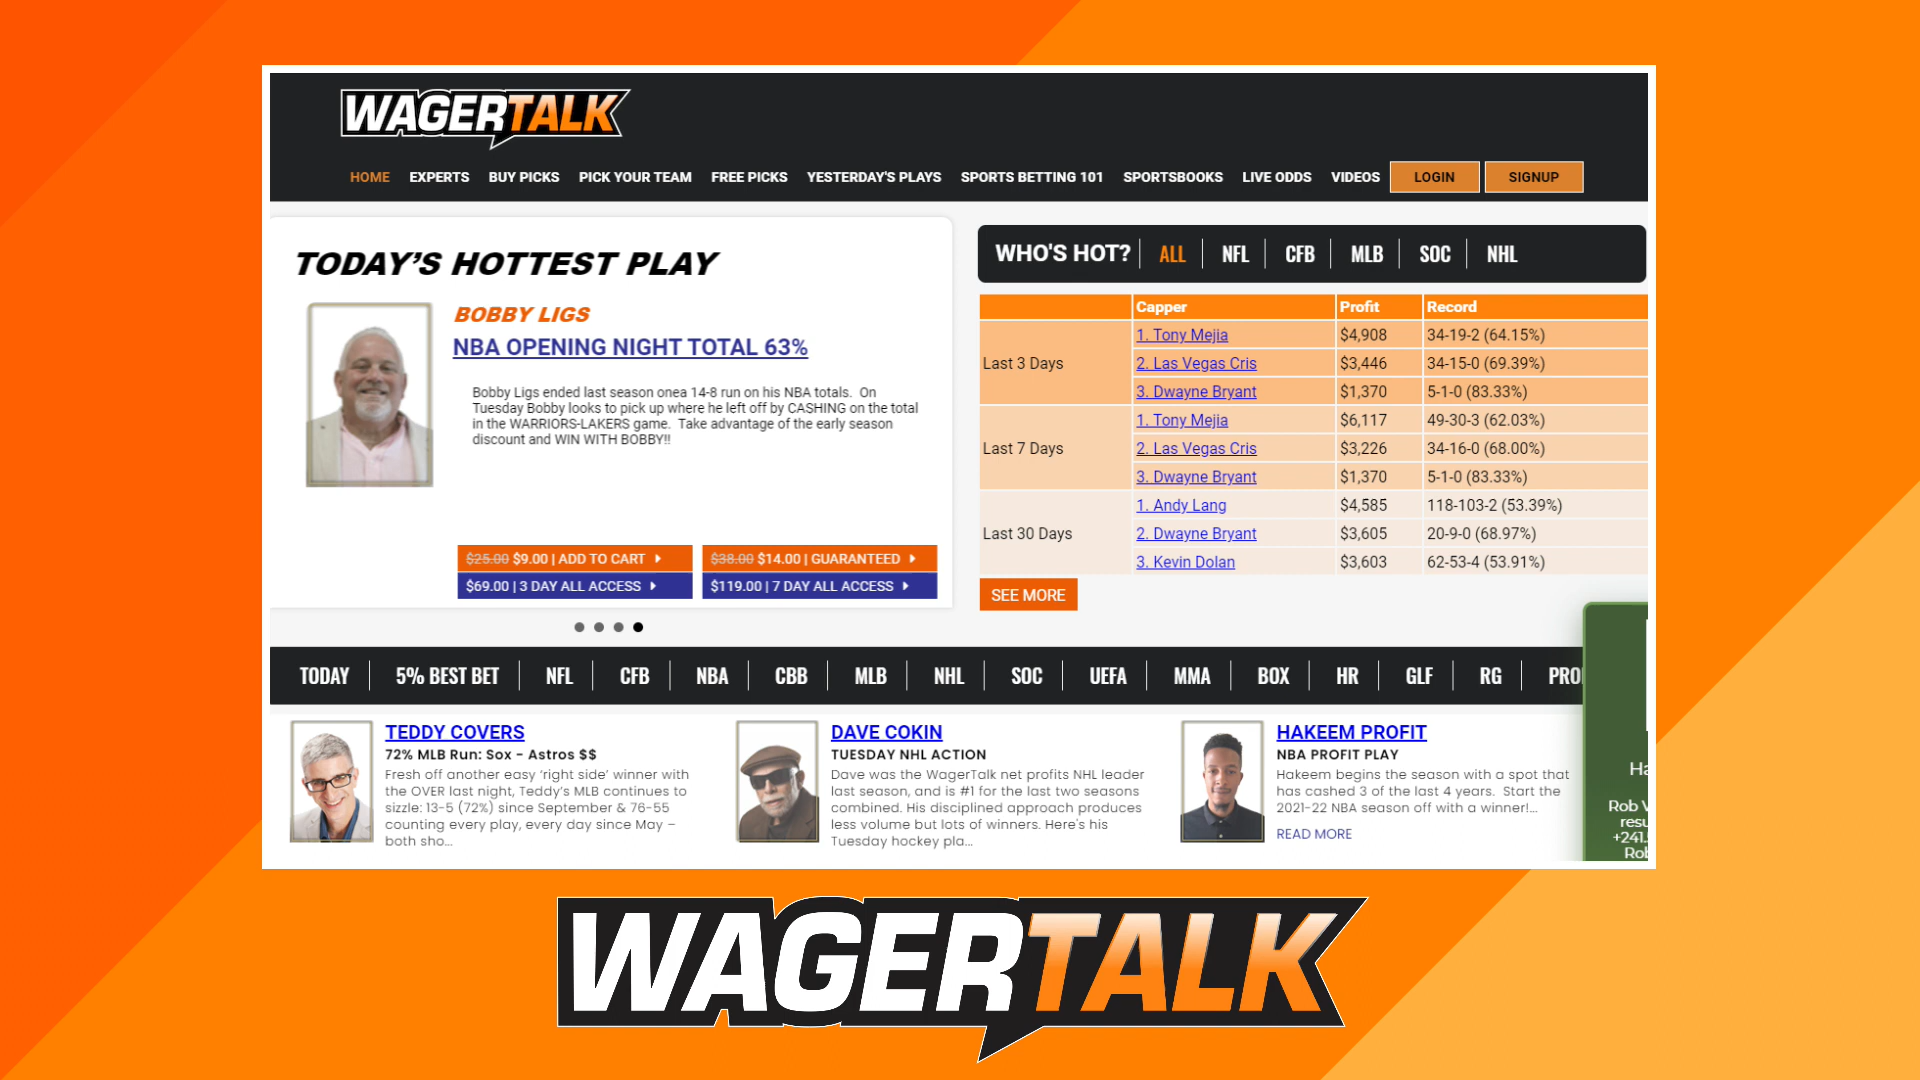 WAGERTALK
HOME EXPERTS BUY PICKS PICK YOUR TEAM FREE PICKS YESTERDAY'S PLAYS SPORTS BETTING 101 SPORTSBOOKS LIVE ODDS VIDEOS LOGIN SIGNUP
TODAY'S HOTTEST PLAY
BOBBY LIGS
NBA OPENING NIGHT TOTAL 63%
Bobby Ligs ended last season onea 14-8 run on his NBA totals. On
Tuesday Bobby looks to pick up where he left off by CASHING on the total
in the WARRIORS-LAKERS game. Take advantage of the early season
discount and WIN WITH BOBBY!!
$25.00 $9.00 | ADD TO CART
$38.00 $14.00 | GUARANTEED
$69.00 | 3 DAY ALL ACCESS
$119.00 | 7 DAY ALL ACCESS
WHO'S HOT? ALL NFL CFB MLB SOC NHL
Capper Profit Record
Last 3 Days
1. Tony Mejia $4,908 34-19-2 (64.15%)
2. Las Vegas Cris $3,446 34-15-0 (69.39%)
3. Dwayne Bryant $1,370 5-1-0 (83.33%)
Last 7 Days
1. Tony Mejia $6,117 49-30-3 (62.03%)
2. Las Vegas Cris $3,226 34-16-0 (68.00%)
3. Dwayne Bryant $1,370 5-1-0 (83.33%)
Last 30 Days
1. Andy Lang $4,585 118-103-2 (53.39%)
2. Dwayne Bryant $3,605 20-9-0 (68.97%)
3. Kevin Dolan $3,603 62-53-4 (53.91%)
SEE MORE
TODAY 5% BEST BET NFL CFB NBA CBB MLB NHL SOC UEFA MMA BOX HR GLF RG
TEDDY COVERS
72% MLB Run: Sox - Astros $$
Fresh off another easy 'right side' winner with
the OVER last night, Teddy's MLB continues to
sizzle: 13-5 (72%) since September & 76-55
counting every play, every day since May –
both sho...
DAVE COKIN
TUESDAY NHL ACTION
Dave was the WagerTalk net profits NHL leader
last season, and is #1 for the last two seasons
combined. His disciplined approach produces
less volume but lots of winners. Here's his
Tuesday hockey pla...
HAKEEM PROFIT
NBA PROFIT PLAY
Hakeem begins the season with a spot that
has cashed 3 of the last 4 years. Start the
2021-22 NBA season off with a winner!...
READ MORE
Rob
WAGERTALK